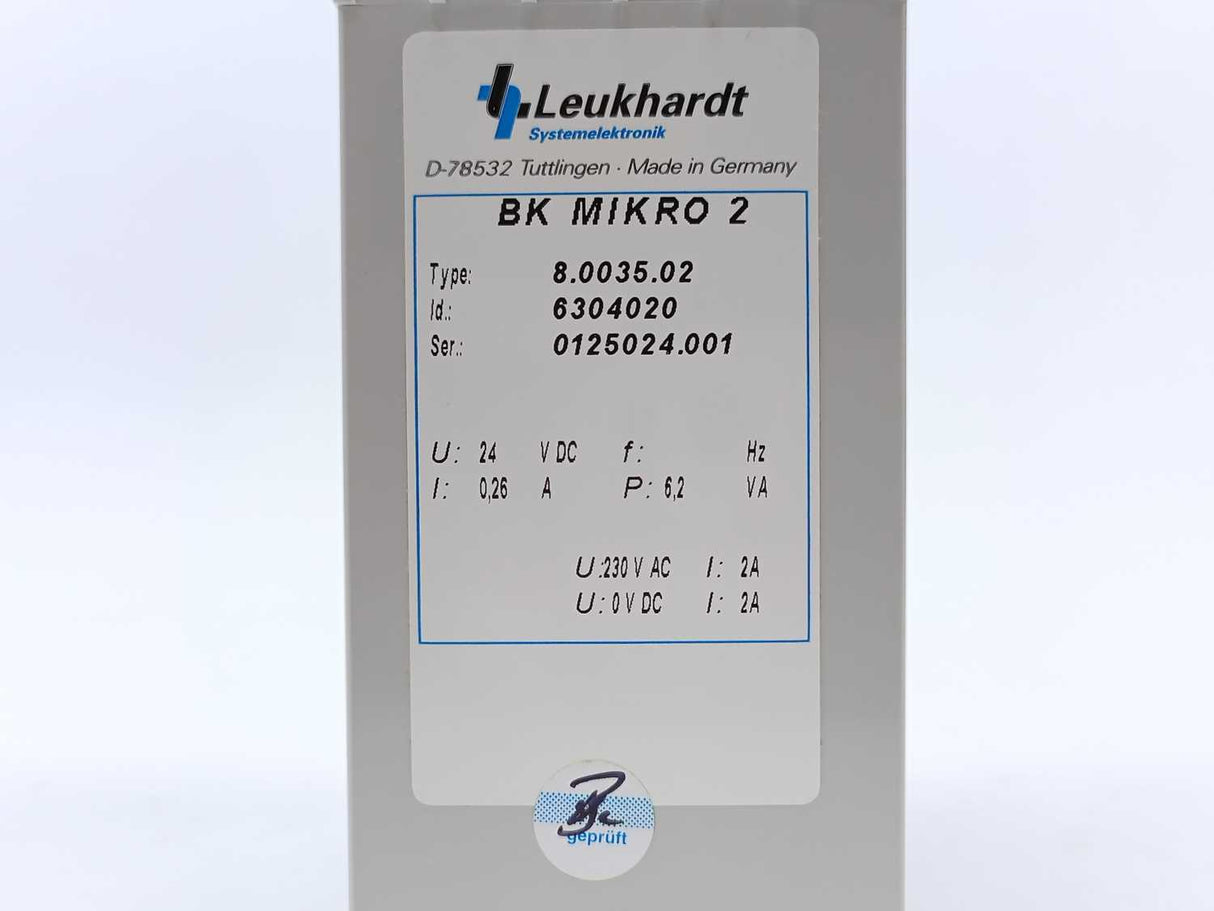 Leukhardt
Systemelektronik
D-78532 Tuttlingen · Made in Germany
BK MIKRO 2
Type: 8.0035.02
Id.: 6304020
Ser.: 0125024.001
U: 24 V DC f: Hz
I: 0,26 A P: 6,2 VA
U:230 V AC I: 2A
U: 0 V DC I: 2A
geprüft